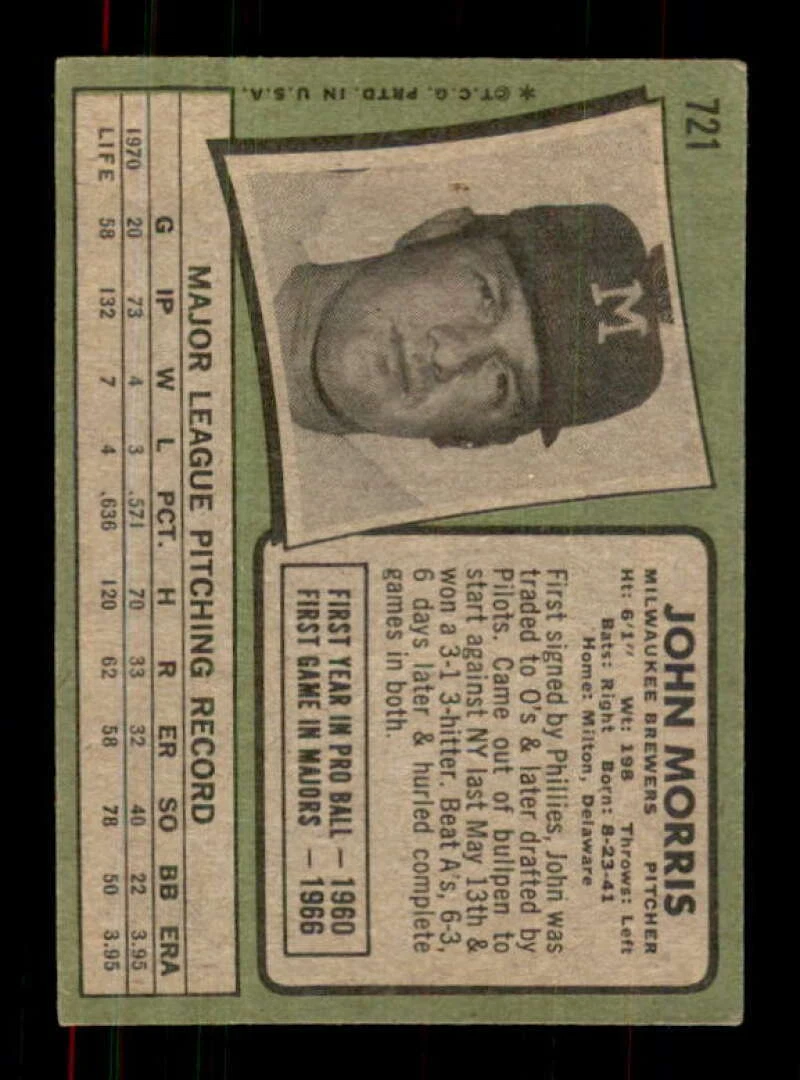 721
* ©T.C.G. PRTD. IN U.S.A.
M
JOHN MORRIS
MILWAUKEE BREWERS PITCHER
Ht: 6'1" Wt: 198 Throws: Left
Bats: Right Born: 8-23-41
Home: Milton, Delaware
First signed by Phillies, John was
traded to O's & later drafted by
Pilots. Came out of bullpen to
start against NY last May 13th &
won a 3-1 3-hitter. Beat A's, 6-3,
6 days later & hurled complete
games in both.
FIRST YEAR IN PRO BALL — 1960
FIRST GAME IN MAJORS — 1966
MAJOR LEAGUE PITCHING RECORD
G IP W L PCT. H R ER SO BB ERA
1970 20 73 4 3 .571 70 33 32 40 22 3.95
LIFE 58 132 7 4 .636 120 62 58 78 50 3.95